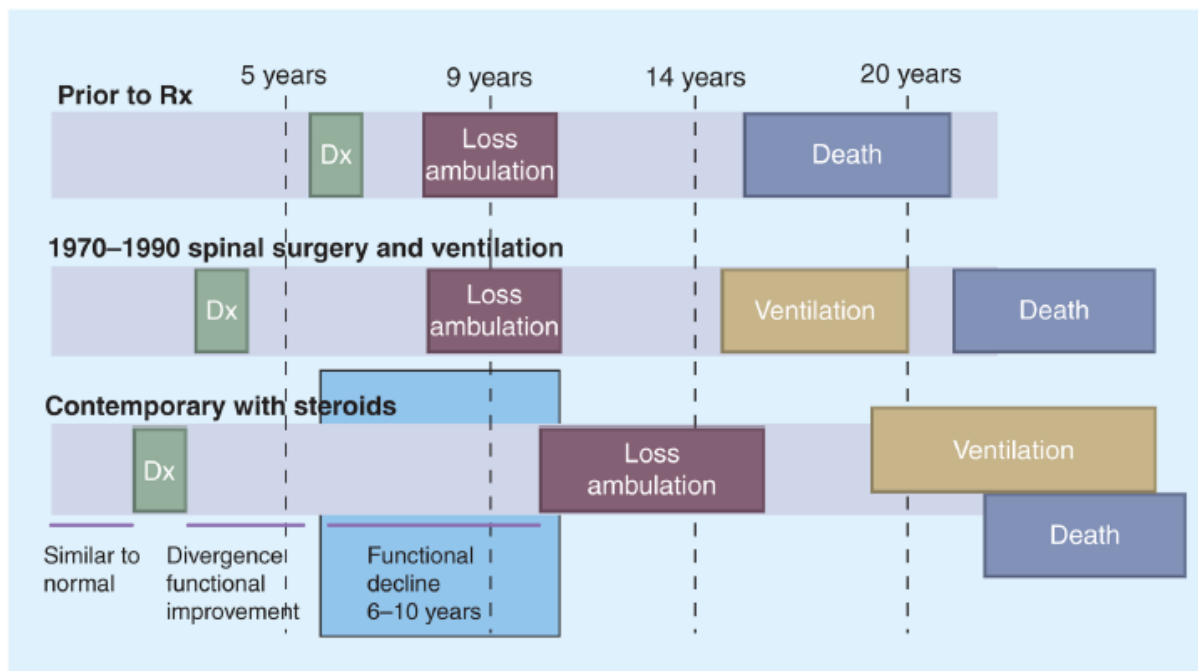 5 years
9 years
14 years
20 years
Prior to Rx
Dx
Loss
ambulation
Death
1970–1990 spinal surgery and ventilation
Dx
Loss
ambulation
Ventilation
Death
Contemporary with steroids
Dx
Loss
ambulation
Ventilation
Death
Similar to
normal
Divergence
functional
improvement
Functional
decline
6–10 years